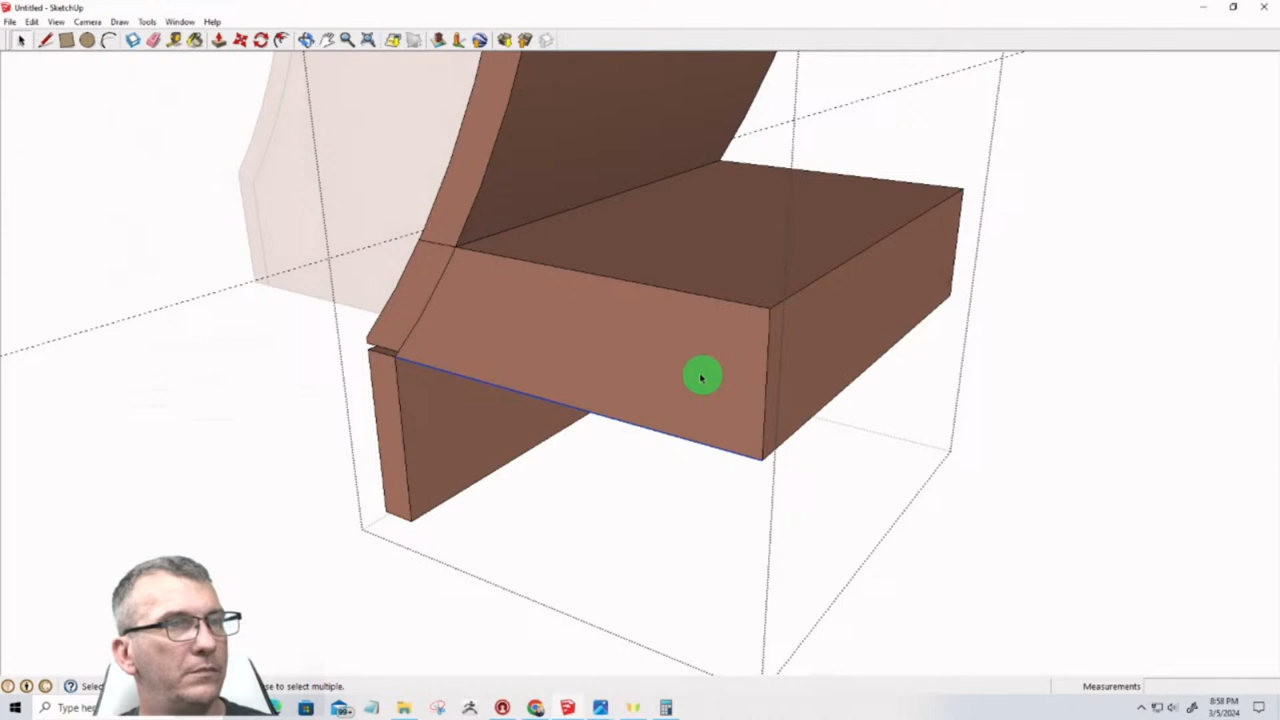 Untitled - SketchUp
File Edit View Camera Draw Tools Window Help
Selec
se to select multiple.
Measurements
Type her
99+
8:58 PM
3/5/2024